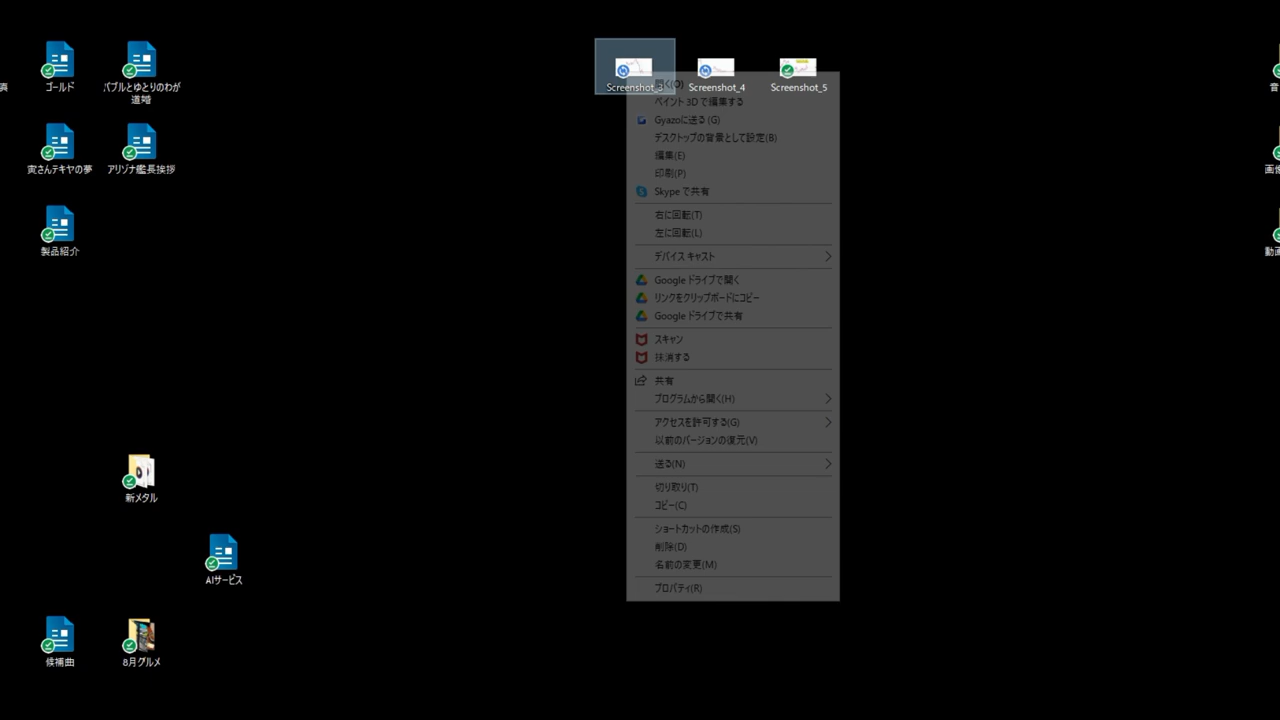 真
ゴールド
バブルとゆとりのわが
道婚
寅さんテキヤの夢
アリゾナ艦長挨拶
製品紹介
新メタル
AIサービス
候補曲
8月グルメ
Screenshot_3
Screenshot_4
Screenshot_5
開く(O)
ペイント 3D で編集する
Gyazoに送る (G)
デスクトップの背景として設定(B)
編集(E)
印刷(P)
Skype で共有
右に回転(T)
左に回転(L)
デバイス キャスト
Google ドライブで開く
リンクをクリップボードにコピー
Google ドライブで共有
スキャン
抹消する
共有
プログラムから開く(H)
アクセスを許可する(G)
以前のバージョンの復元(V)
送る(N)
切り取り(T)
コピー(C)
ショートカットの作成(S)
削除(D)
名前の変更(M)
プロパティ(R)
音
画像
動画